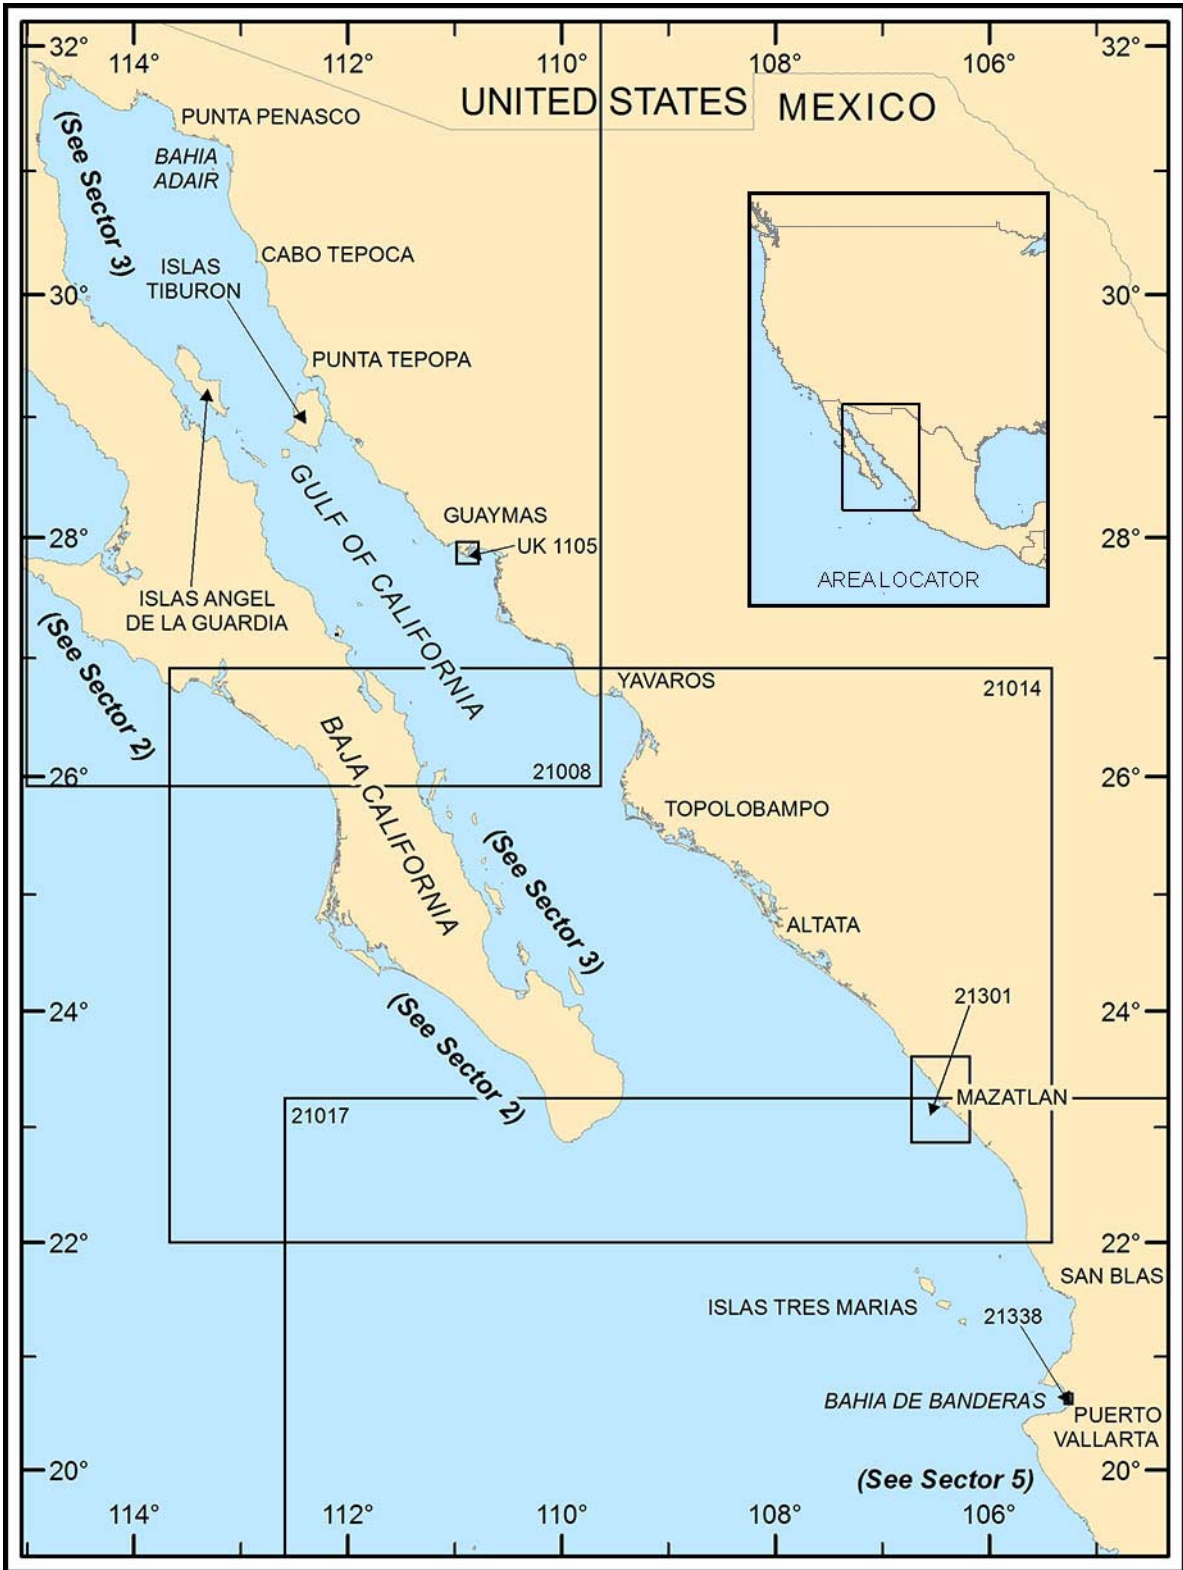 32°
114°
112°
110°
108°
106°
32°
UNITED STATES
MEXICO
PUNTA PENASCO
BAHIA
ADAIR
(See Sector 3)
CABO TEPOCA
ISLAS
TIBURON
30°
30°
PUNTA TEPOPA
GULF OF CALIFORNIA
GUAYMAS
28°
UK 1105
28°
AREA LOCATOR
ISLAS ANGEL
DE LA GUARDIA
(See Sector 2)
YAVAROS
21014
BAJA CALIFORNIA
26°
21008
26°
TOPOLOBAMPO
(See Sector 3)
ALTATA
24°
21301
24°
(See Sector 2)
MAZATLAN
21017
22°
22°
SAN BLAS
ISLAS TRES MARIAS
21338
BAHIA DE BANDERAS
PUERTO
VALLARTA
20°
(See Sector 5)
20°
114°
112°
110°
108°
106°